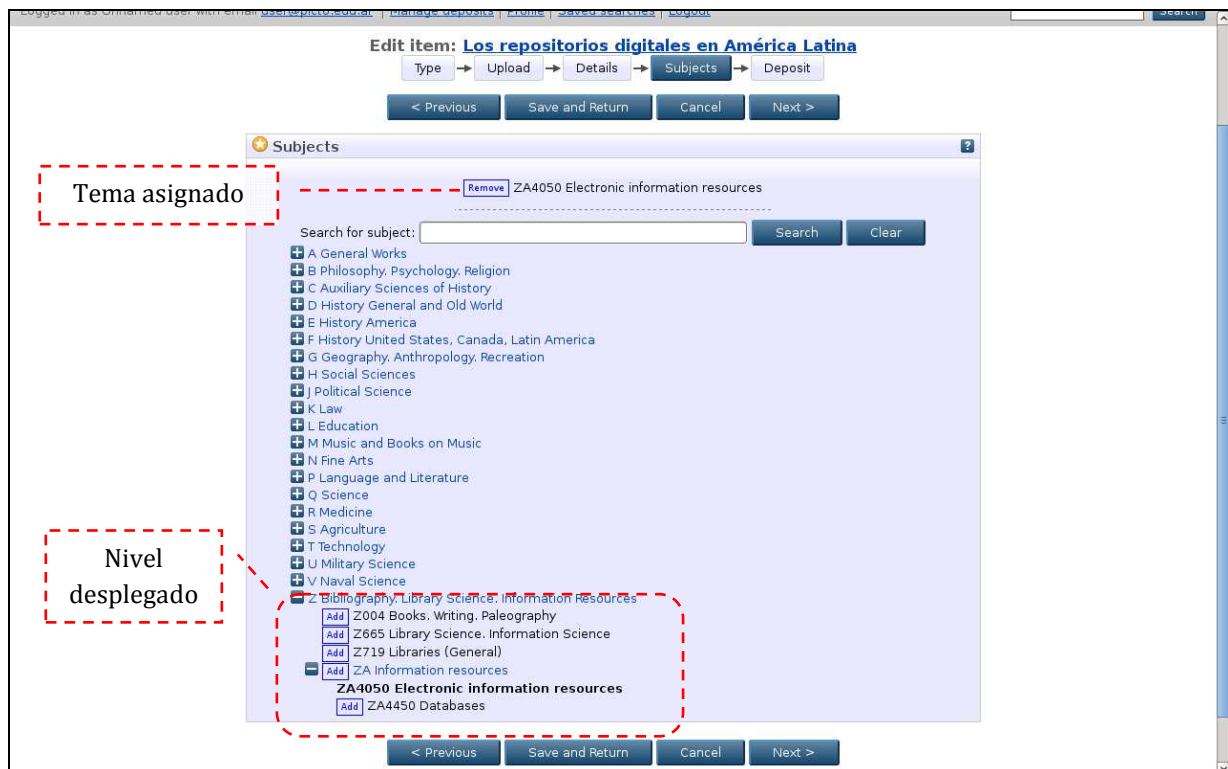 Logged in as Unnamed user with email user@picto.edu.ar | Manage deposits | Profile | Saved searches | Logout
Search
Edit item: Los repositorios digitales en América Latina
Type → Upload → Details → Subjects → Deposit
< Previous Save and Return Cancel Next >
Subjects
?
Tema asignado
Remove ZA4050 Electronic information resources
Search for subject: Search Clear
A General Works
B Philosophy. Psychology. Religion
C Auxiliary Sciences of History
D History General and Old World
E History America
F History United States, Canada, Latin America
G Geography. Anthropology. Recreation
H Social Sciences
J Political Science
K Law
L Education
M Music and Books on Music
N Fine Arts
P Language and Literature
Q Science
R Medicine
S Agriculture
T Technology
U Military Science
V Naval Science
Nivel
desplegado
Z Bibliography. Library Science. Information Resources
Add Z004 Books. Writing. Paleography
Add Z665 Library Science. Information Science
Add Z719 Libraries (General)
Add ZA Information resources
ZA4050 Electronic information resources
Add ZA4450 Databases
< Previous Save and Return Cancel Next >